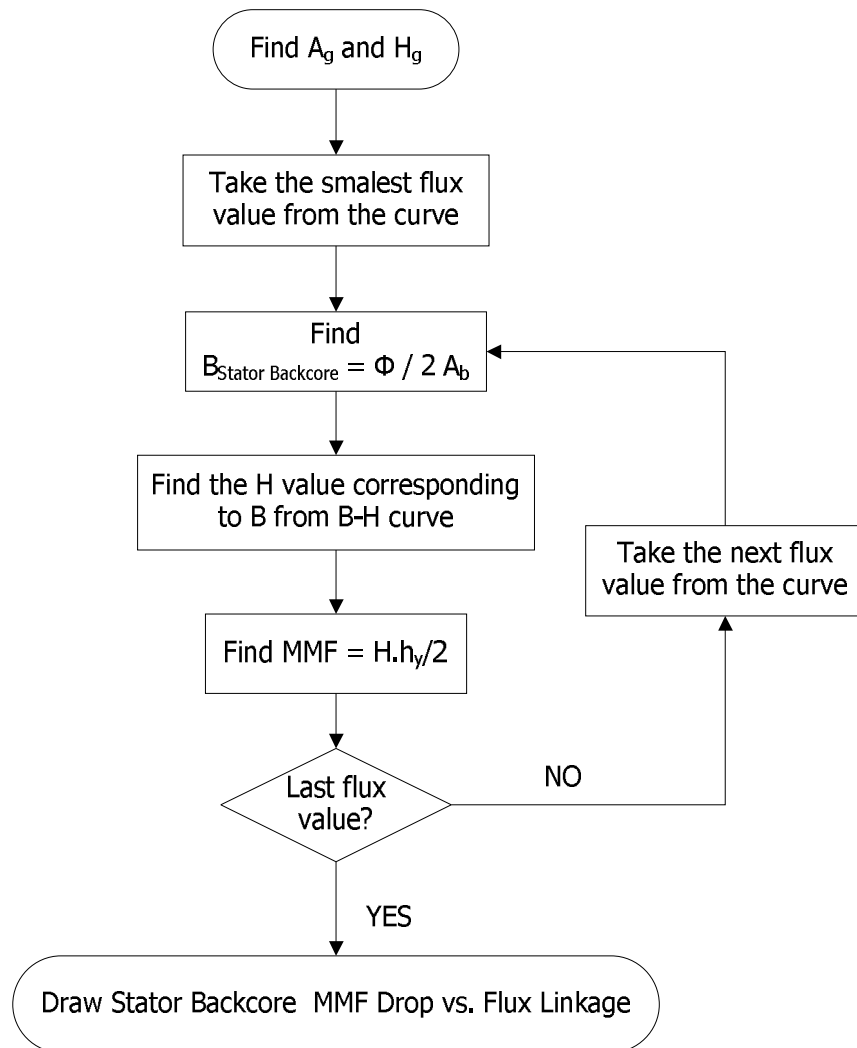 Find Ag and Hg
Take the smalest flux
value from the curve
Find
BStator Backcore = Φ / 2 Ab
Find the H value corresponding
to B from B-H curve
Take the next flux
value from the curve
Find MMF = H.hy/2
Last flux
value?
NO
YES
Draw Stator Backcore MMF Drop vs. Flux Linkage